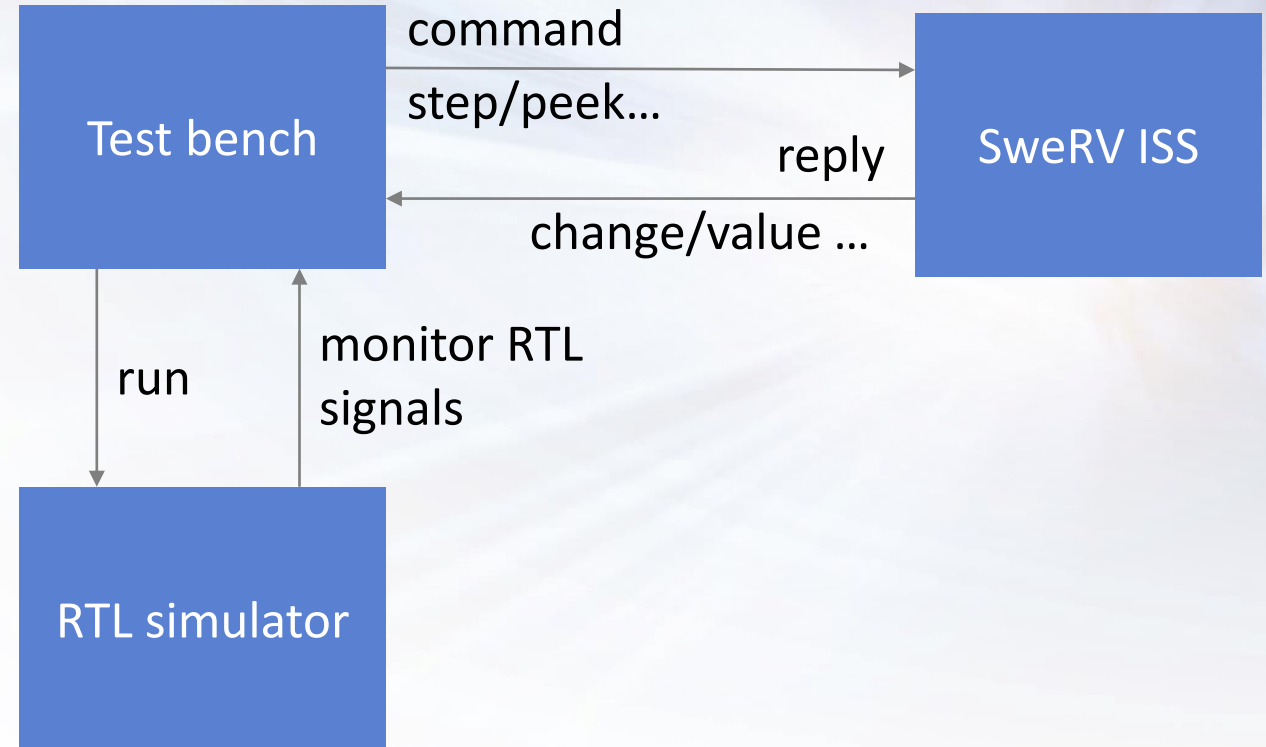 command
step/peek…
Test bench
SweRV ISS
reply
change/value …
run
monitor RTL
signals
RTL simulator